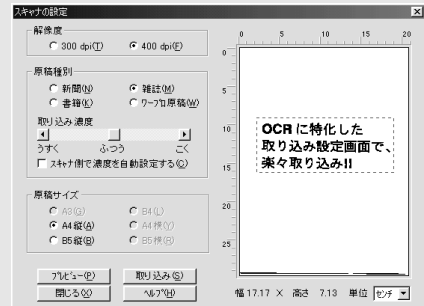 スキャナの設定
解像度
300 dpi(T) 400 dpi(F)
原稿種別
新聞(N) 雑誌(M)
書籍(K) ワープロ原稿(W)
取り込み濃度
うすく ふつう こく
スキャナ側で濃度を自動設定する(C)
原稿サイズ
A3(G) B4(L)
A4縦(A) A4横(Y)
B5縦(B) B5横(R)
プレビュー(P) 取り込み(S)
閉じる(X) ヘルプ(H)
0 5 10 15 20
0
5
10
15
20
25
OCRに特化した
取り込み設定画面で、
楽々取り込み!!
幅 17.17 × 高さ 7.13 単位 センチ